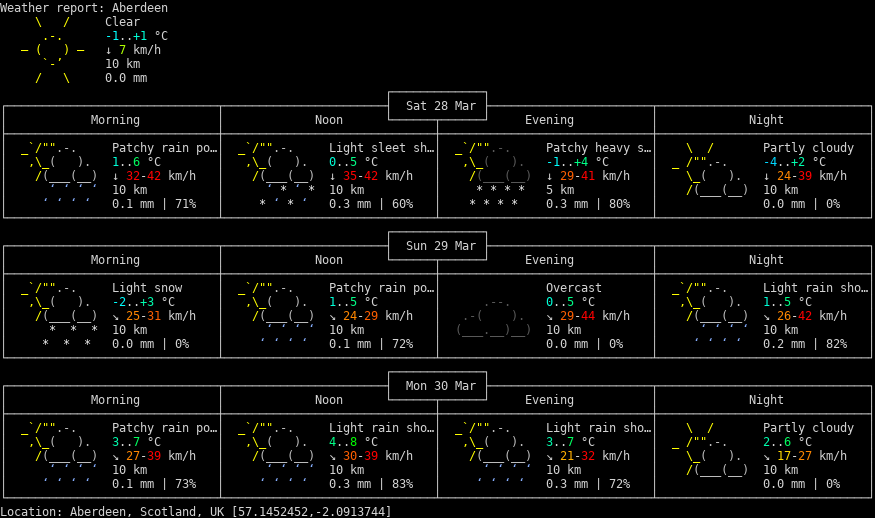 Weather report: Aberdeen
Clear
-1..+1 °C
↓ 7 km/h
10 km
0.0 mm
Sat 28 Mar
Morning Noon Evening Night
Patchy rain po… Light sleet sh… Patchy heavy s… Partly cloudy
1..6 °C 0..5 °C -1..+4 °C -4..+2 °C
↓ 32-42 km/h ↓ 35-42 km/h ↓ 29-41 km/h ↓ 24-39 km/h
10 km 10 km 5 km 10 km
0.1 mm | 71% 0.3 mm | 60% 0.3 mm | 80% 0.0 mm | 0%
Sun 29 Mar
Morning Noon Evening Night
Light snow Patchy rain po… Overcast Light rain sho…
-2..+3 °C 1..5 °C 0..5 °C 1..5 °C
↘ 25-31 km/h ↘ 24-29 km/h ↘ 29-44 km/h ↘ 26-42 km/h
10 km 10 km 10 km 10 km
0.0 mm | 0% 0.1 mm | 72% 0.0 mm | 0% 0.2 mm | 82%
Mon 30 Mar
Morning Noon Evening Night
Patchy rain po… Light rain sho… Light rain sho… Partly cloudy
3..7 °C 4..8 °C 3..7 °C 2..6 °C
↘ 27-39 km/h ↘ 30-39 km/h ↘ 21-32 km/h ↘ 17-27 km/h
10 km 10 km 10 km 10 km
0.1 mm | 73% 0.3 mm | 83% 0.3 mm | 72% 0.0 mm | 0%
Location: Aberdeen, Scotland, UK [57.1452452,-2.0913744]